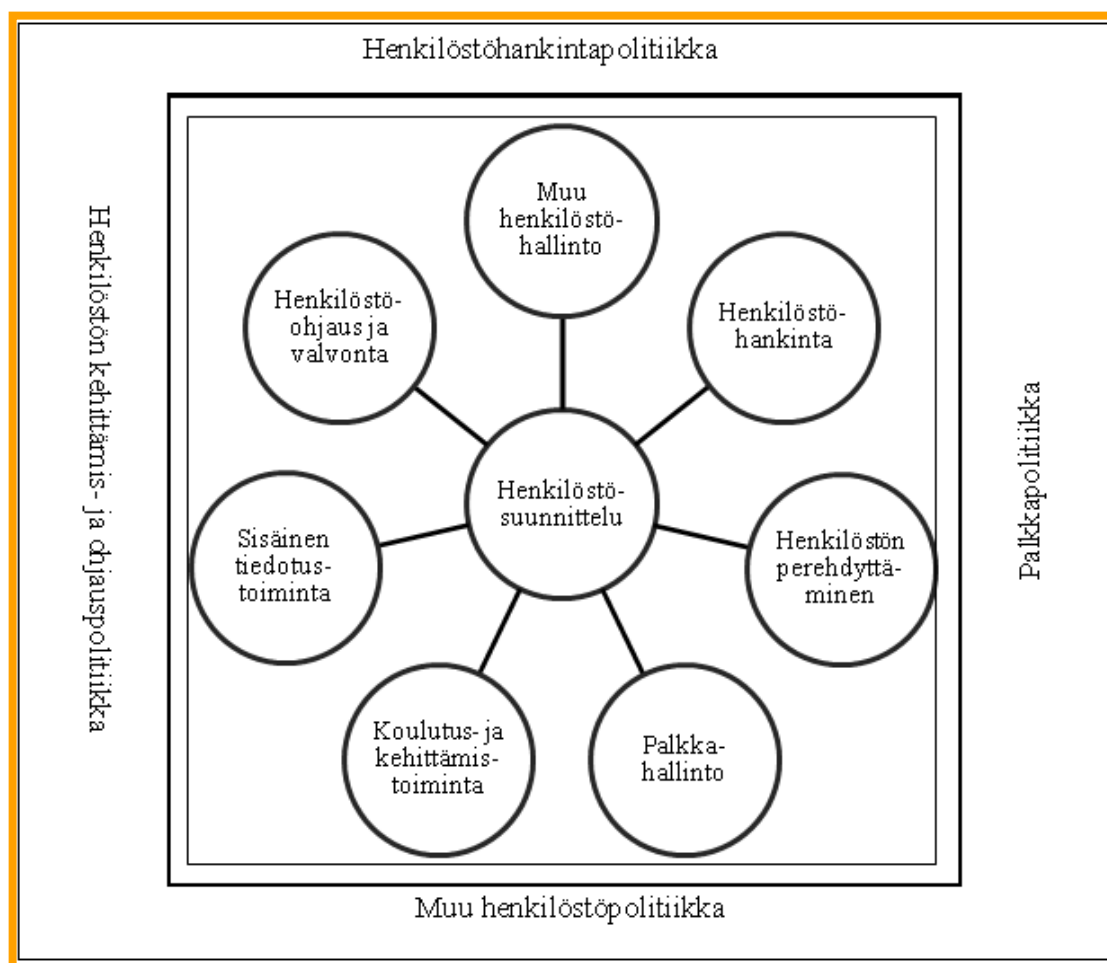 Henkilöstöhankintapolitiikka
Muu
henkilöstö-
hallinto
Henkilöstö-
ohjaus ja
valvonta
Henkilöstö-
hankinta
Henkilöstön kehittämis- ja ohjauspolitiikka
Henkilöstö-
suunnittelu
Palkkapolitiikka
Sisäinen
tiedotus-
toiminta
Henkilöstön
perehdyttä-
minen
Koulutus- ja
kehittämis-
toiminta
Palkka-
hallinto
Muu henkilöstöpolitiikka